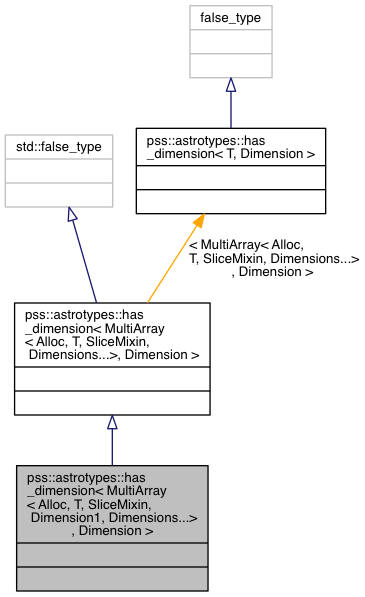 false_type
std::false_type
pss::astrotypes::has
_dimension< T, Dimension >
< MultiArray< Alloc,
T, SliceMixin, Dimensions...>
, Dimension >
pss::astrotypes::has
_dimension< MultiArray
< Alloc, T, SliceMixin,
Dimensions...>, Dimension >
pss::astrotypes::has
_dimension< MultiArray
< Alloc, T, SliceMixin,
Dimension1, Dimensions...>
, Dimension >